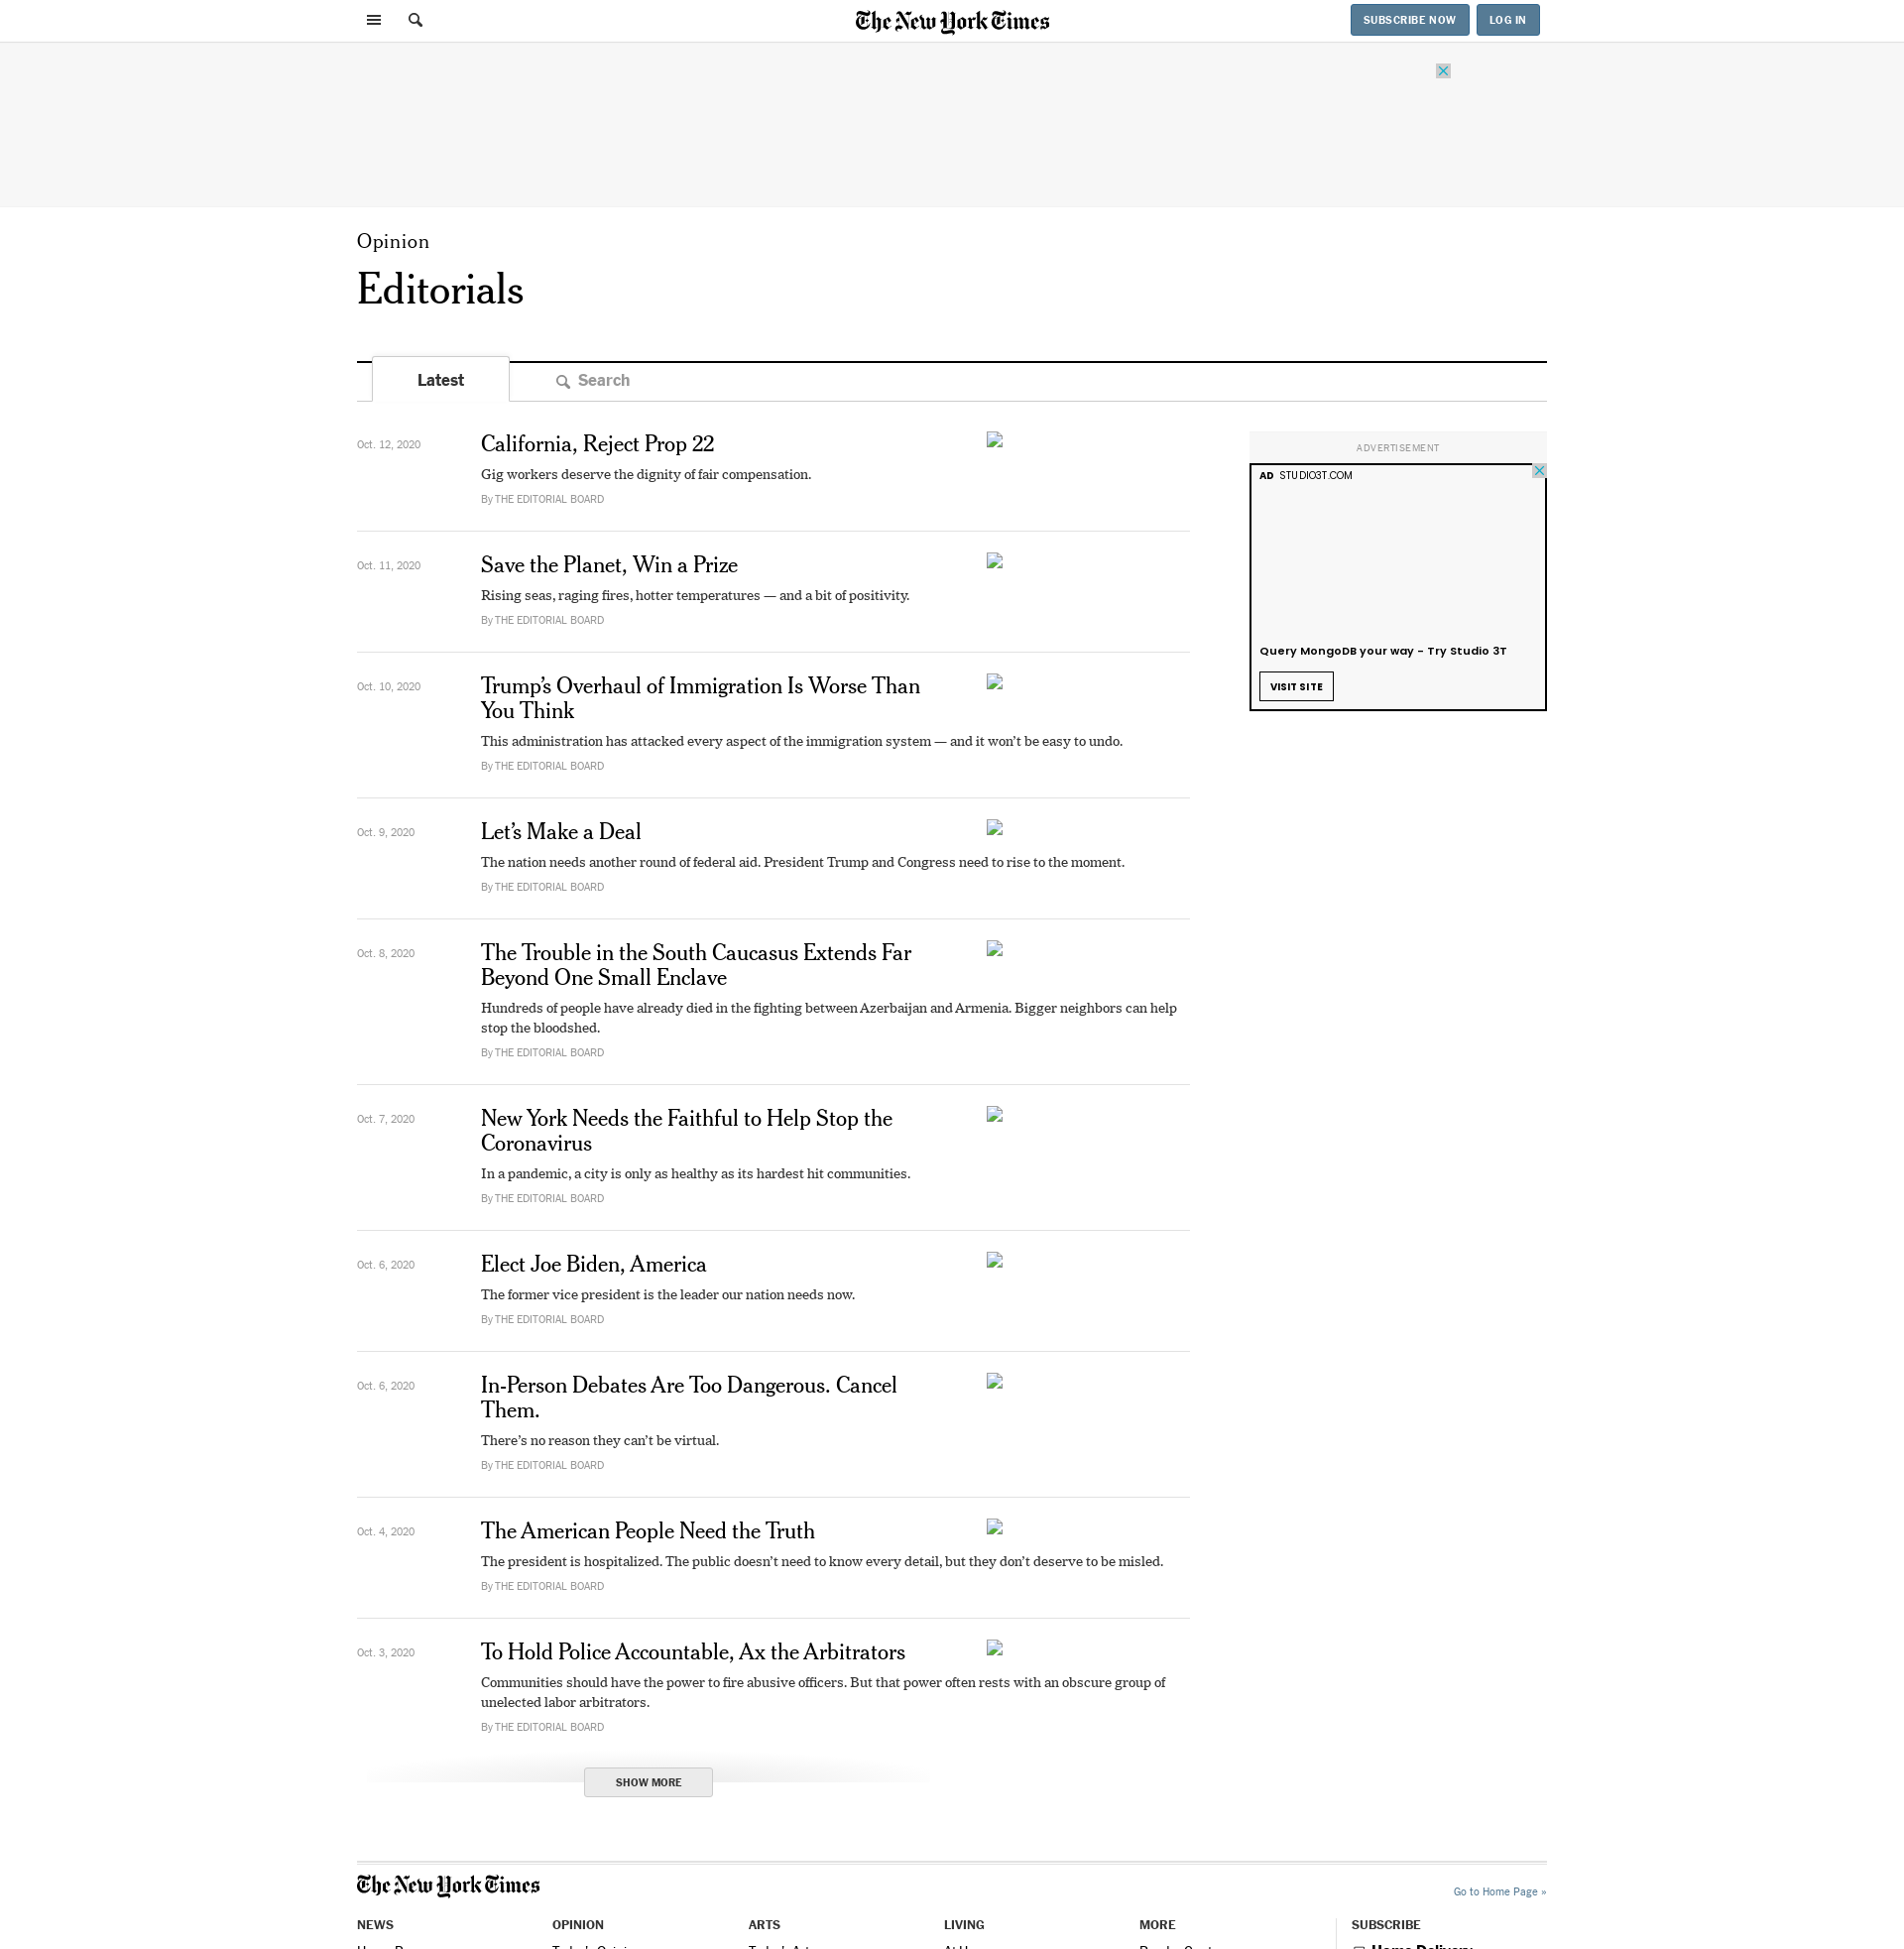 The New York Times
SUBSCRIBE NOW
LOG IN
Opinion
Editorials
Latest
Search
Oct. 12, 2020
California, Reject Prop 22
Gig workers deserve the dignity of fair compensation.
By THE EDITORIAL BOARD
ADVERTISEMENT
AD STUDIO3T.COM
Query MongoDB your way - Try Studio 3T
VISIT SITE
Oct. 11, 2020
Save the Planet, Win a Prize
Rising seas, raging fires, hotter temperatures — and a bit of positivity.
By THE EDITORIAL BOARD
Oct. 10, 2020
Trump’s Overhaul of Immigration Is Worse Than
You Think
This administration has attacked every aspect of the immigration system — and it won’t be easy to undo.
By THE EDITORIAL BOARD
Oct. 9, 2020
Let’s Make a Deal
The nation needs another round of federal aid. President Trump and Congress need to rise to the moment.
By THE EDITORIAL BOARD
Oct. 8, 2020
The Trouble in the South Caucasus Extends Far
Beyond One Small Enclave
Hundreds of people have already died in the fighting between Azerbaijan and Armenia. Bigger neighbors can help
stop the bloodshed.
By THE EDITORIAL BOARD
Oct. 7, 2020
New York Needs the Faithful to Help Stop the
Coronavirus
In a pandemic, a city is only as healthy as its hardest hit communities.
By THE EDITORIAL BOARD
Oct. 6, 2020
Elect Joe Biden, America
The former vice president is the leader our nation needs now.
By THE EDITORIAL BOARD
Oct. 6, 2020
In-Person Debates Are Too Dangerous. Cancel
Them.
There’s no reason they can’t be virtual.
By THE EDITORIAL BOARD
Oct. 4, 2020
The American People Need the Truth
The president is hospitalized. The public doesn’t need to know every detail, but they don’t deserve to be misled.
By THE EDITORIAL BOARD
Oct. 3, 2020
To Hold Police Accountable, Ax the Arbitrators
Communities should have the power to fire abusive officers. But that power often rests with an obscure group of
unelected labor arbitrators.
By THE EDITORIAL BOARD
SHOW MORE
The New York Times
Go to Home Page »
NEWS
OPINION
ARTS
LIVING
MORE
SUBSCRIBE